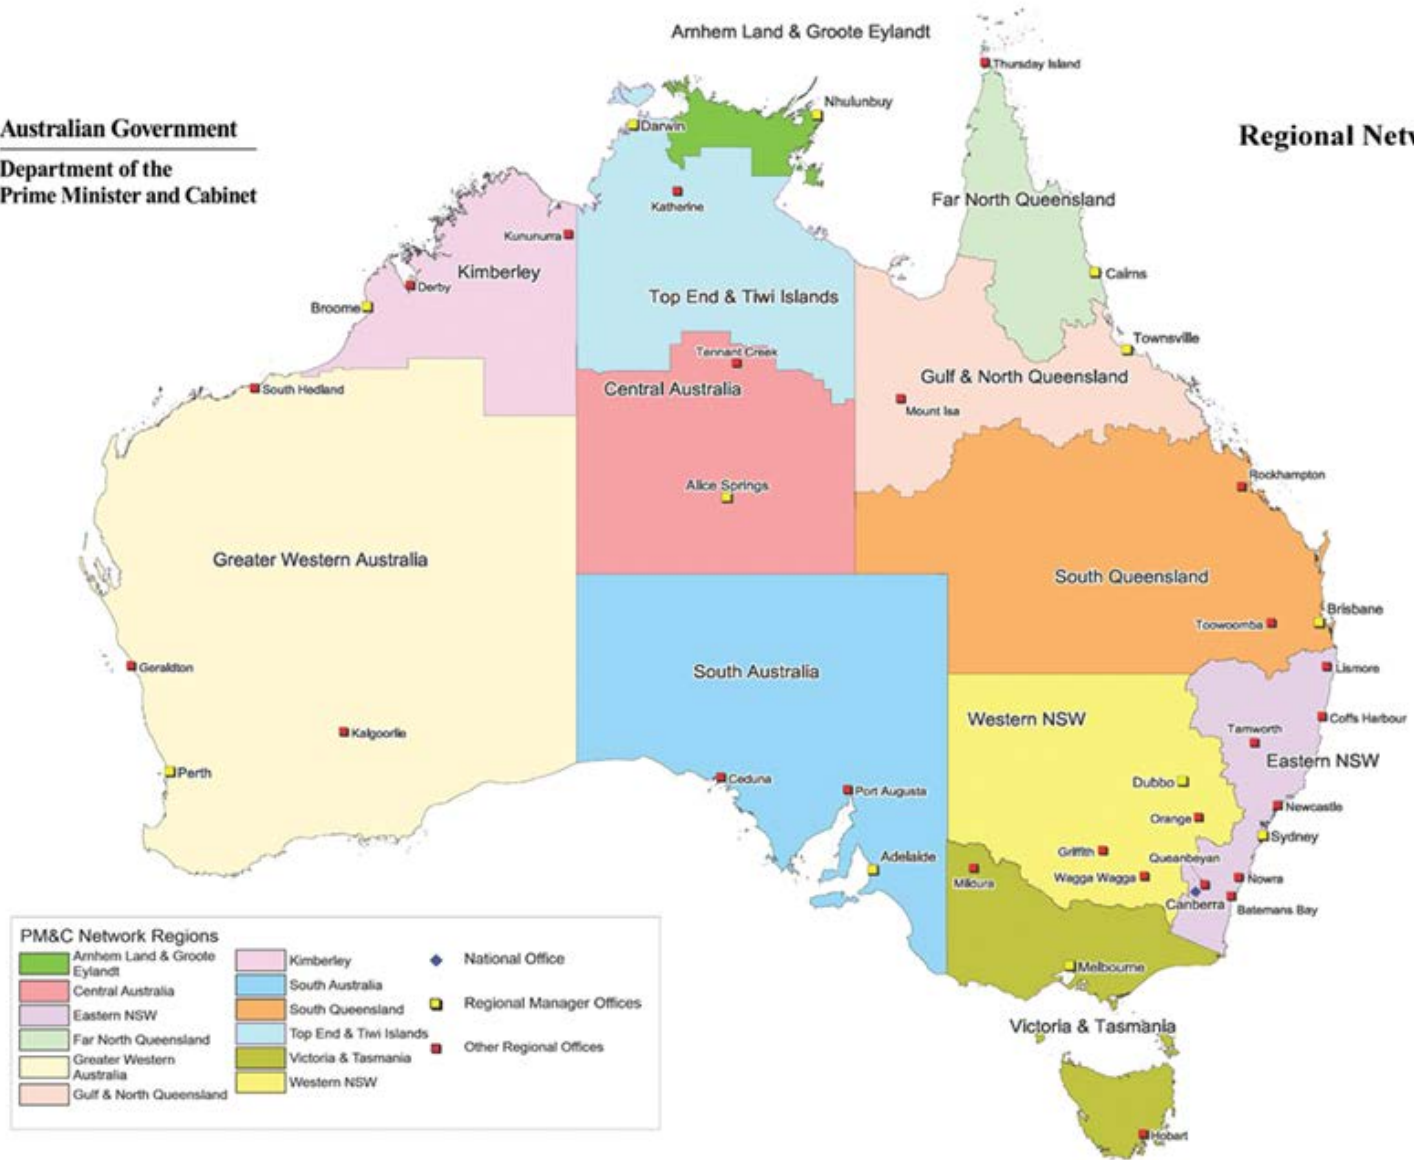 Arnhem Land & Groote Eylandt
Thursday Island
Australian Government
Department of the
Prime Minister and Cabinet
Regional Netw
Nhulunbuy
Darwin
Katherine
Far North Queensland
Kununurra
Kimberley
Derby
Broome
Cairns
Top End & Tiwi Islands
Townsville
Tennant Creek
South Hedland
Central Australia
Gulf & North Queensland
Mount Isa
Alice Springs
Rockhampton
Greater Western Australia
South Queensland
Brisbane
Toowoomba
Geraldton
South Australia
Lismore
Western NSW
Coffs Harbour
Kalgoorlie
Tamworth
Eastern NSW
Perth
Ceduna
Port Augusta
Dubbo
Newcastle
Orange
Sydney
Adelaide
Griffith
Queanbeyan
Mildura
Wagga Wagga
Nowra
Canberra
Batemans Bay
Melbourne
Victoria & Tasmania
Hobart
PM&C Network Regions
Arnhem Land & Groote
Eylandt
Central Australia
Eastern NSW
Far North Queensland
Greater Western
Australia
Gulf & North Queensland
Kimberley
South Australia
South Queensland
Top End & Tiwi Islands
Victoria & Tasmania
Western NSW
National Office
Regional Manager Offices
Other Regional Offices